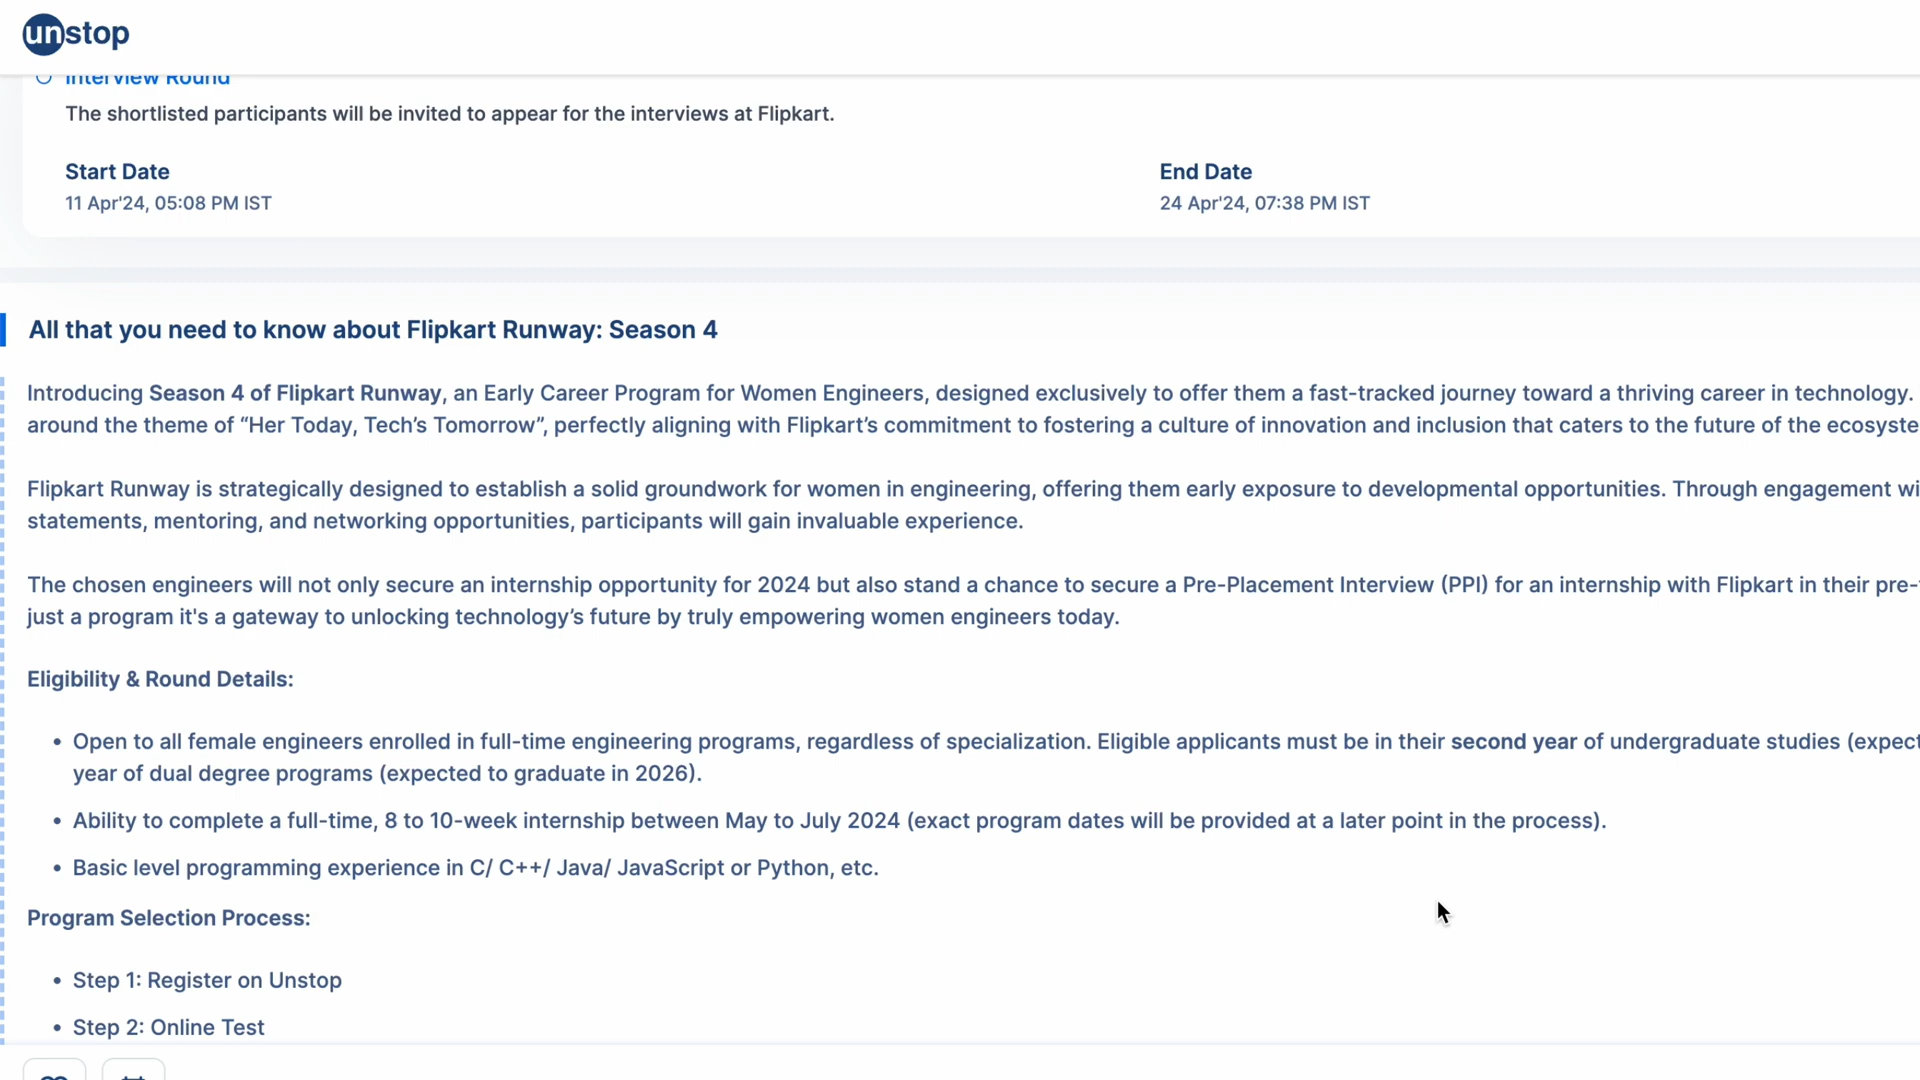 unstop
Interview Round
The shortlisted participants will be invited to appear for the interviews at Flipkart.
Start Date
11 Apr'24, 05:08 PM IST
End Date
24 Apr'24, 07:38 PM IST
All that you need to know about Flipkart Runway: Season 4
Introducing Season 4 of Flipkart Runway, an Early Career Program for Women Engineers, designed exclusively to offer them a fast-tracked journey toward a thriving career in technology.
around the theme of “Her Today, Tech’s Tomorrow”, perfectly aligning with Flipkart’s commitment to fostering a culture of innovation and inclusion that caters to the future of the ecosyste
Flipkart Runway is strategically designed to establish a solid groundwork for women in engineering, offering them early exposure to developmental opportunities. Through engagement wi
statements, mentoring, and networking opportunities, participants will gain invaluable experience.
The chosen engineers will not only secure an internship opportunity for 2024 but also stand a chance to secure a Pre-Placement Interview (PPI) for an internship with Flipkart in their pre-
just a program it's a gateway to unlocking technology’s future by truly empowering women engineers today.
Eligibility & Round Details:
• Open to all female engineers enrolled in full-time engineering programs, regardless of specialization. Eligible applicants must be in their second year of undergraduate studies (expect
year of dual degree programs (expected to graduate in 2026).
• Ability to complete a full-time, 8 to 10-week internship between May to July 2024 (exact program dates will be provided at a later point in the process).
• Basic level programming experience in C/ C++/ Java/ JavaScript or Python, etc.
Program Selection Process:
• Step 1: Register on Unstop
• Step 2: Online Test